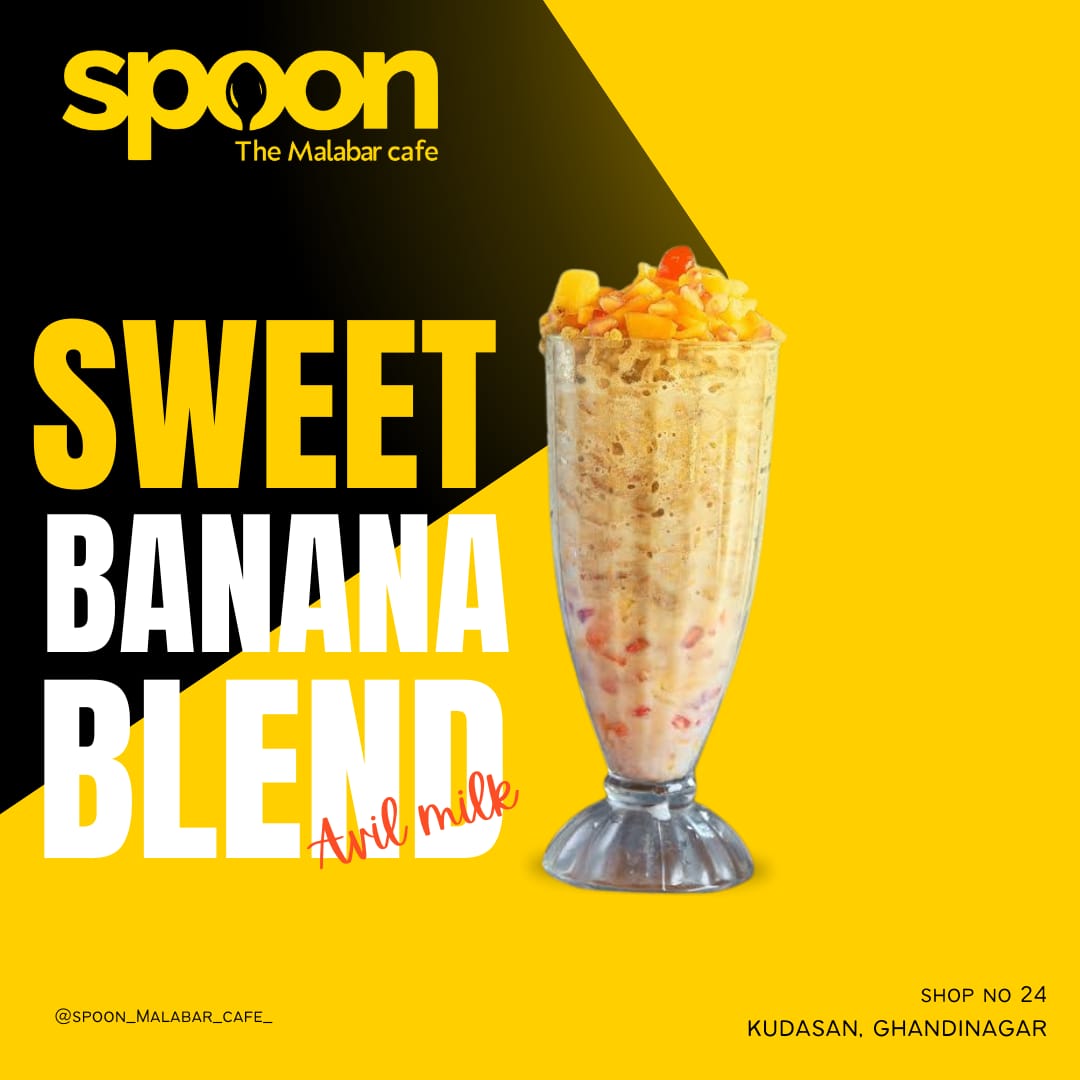 spoon
The Malabar cafe
SWEET
BANANA
BLEND
Avil milk
@SPOON_MALABAR_CAFE_
SHOP NO 24
KUDASAN, GHANDINAGAR